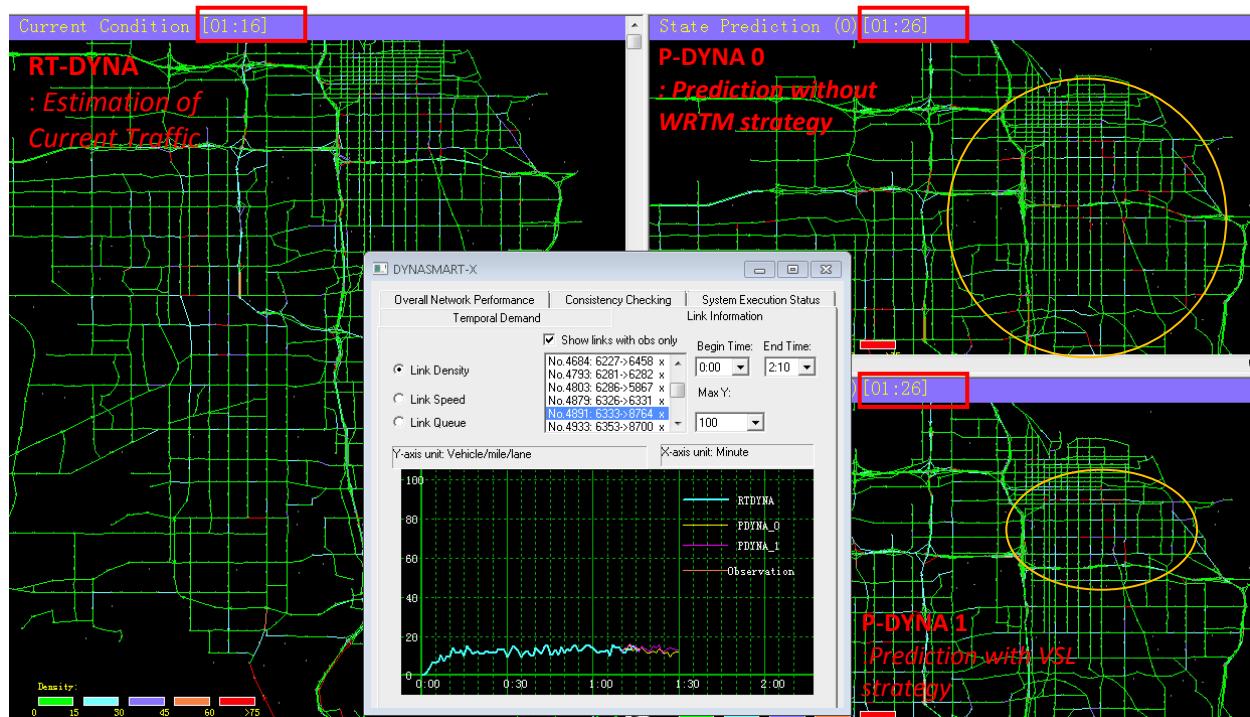 Current Condition [01:16]
RT-DYNA
: Estimation of
Current Traffic
State Prediction (0) [01:26]
P-DYNA 0
: Prediction without
WRTM strategy
DYNASMART-X
Overall Network Performance
Consistency Checking
System Execution Status
Temporal Demand
Link Information
Show links with obs only
Link Density
Link Speed
Link Queue
No.4684: 6227->6458 x
No.4793: 6281->6282 x
No.4803: 6286->5867 x
No.4879: 6326->6331 x
No.4891: 6333->8764 x
No.4933: 6353->8700 x
Begin Time:
End Time:
0:00
2:10
Max Y:
100
Y-axis unit: Vehicle/mile/lane
X-axis unit: Minute
100
80
60
40
20
0
RTDYNA
PDYNA_0
PDYNA_1
Observation
0:00
0:30
1:00
1:30
2:00
) [01:26]
P-DYNA 1
:Prediction with VSL
strategy
Density:
0 15 30 45 60 >75